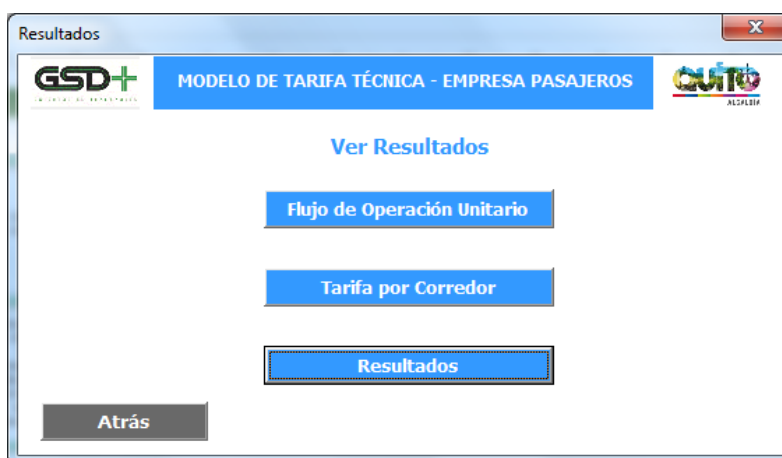 Resultados
GSD+
MODELO DE TARIFA TÉCNICA - EMPRESA PASAJEROS
QUITO
ALCALDÍA
Ver Resultados
Flujo de Operación Unitario
Tarifa por Corredor
Resultados
Atrás